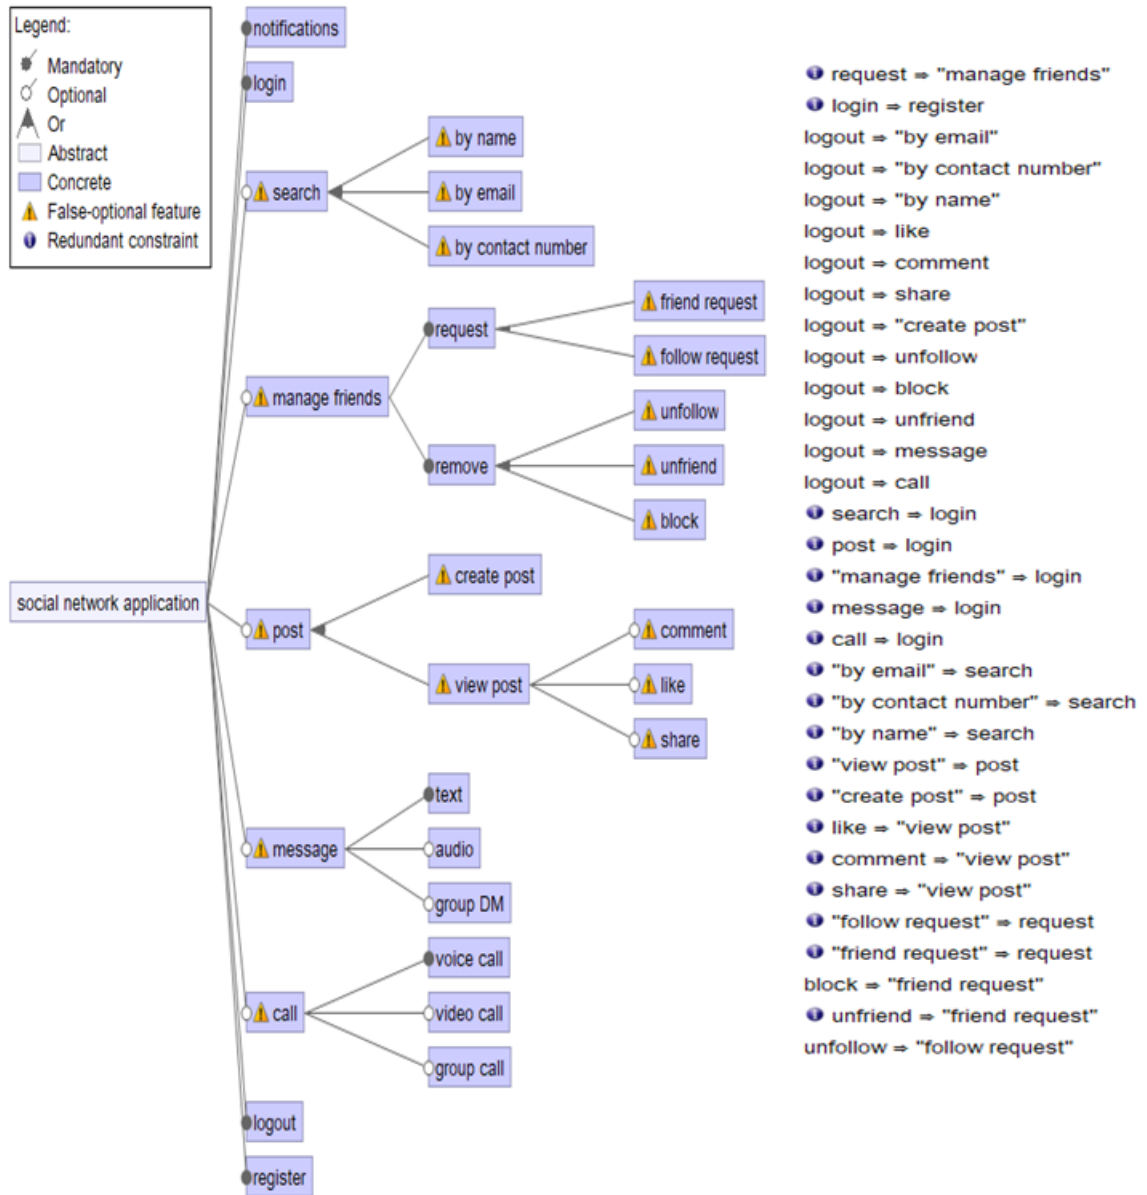 Legend:
Mandatory
Optional
Or
Abstract
Concrete
False-optional feature
Redundant constraint
social network application
notifications
login
search
by name
by email
by contact number
manage friends
request
friend request
follow request
remove
unfollow
unfriend
block
post
create post
view post
comment
like
share
message
text
audio
group DM
call
voice call
video call
group call
logout
register
request ⇒ "manage friends"
login ⇒ register
logout ⇒ "by email"
logout ⇒ "by contact number"
logout ⇒ "by name"
logout ⇒ like
logout ⇒ comment
logout ⇒ share
logout ⇒ "create post"
logout ⇒ unfollow
logout ⇒ block
logout ⇒ unfriend
logout ⇒ message
logout ⇒ call
search ⇒ login
post ⇒ login
"manage friends" ⇒ login
message ⇒ login
call ⇒ login
"by email" ⇒ search
"by contact number" ⇒ search
"by name" ⇒ search
"view post" ⇒ post
"create post" ⇒ post
like ⇒ "view post"
comment ⇒ "view post"
share ⇒ "view post"
"follow request" ⇒ request
"friend request" ⇒ request
block ⇒ "friend request"
unfriend ⇒ "friend request"
unfollow ⇒ "follow request"